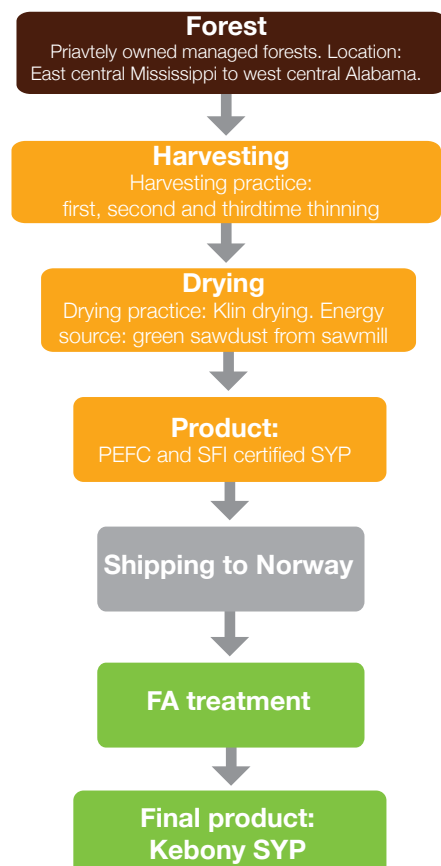 Forest
Priavtely owned managed forests. Location:
East central Mississippi to west central Alabama.
Harvesting
Harvesting practice:
first, second and thirdtime thinning
Drying
Drying practice: Klin drying. Energy
source: green sawdust from sawmill
Product:
PEFC and SFI certified SYP
Shipping to Norway
FA treatment
Final product:
Kebony SYP